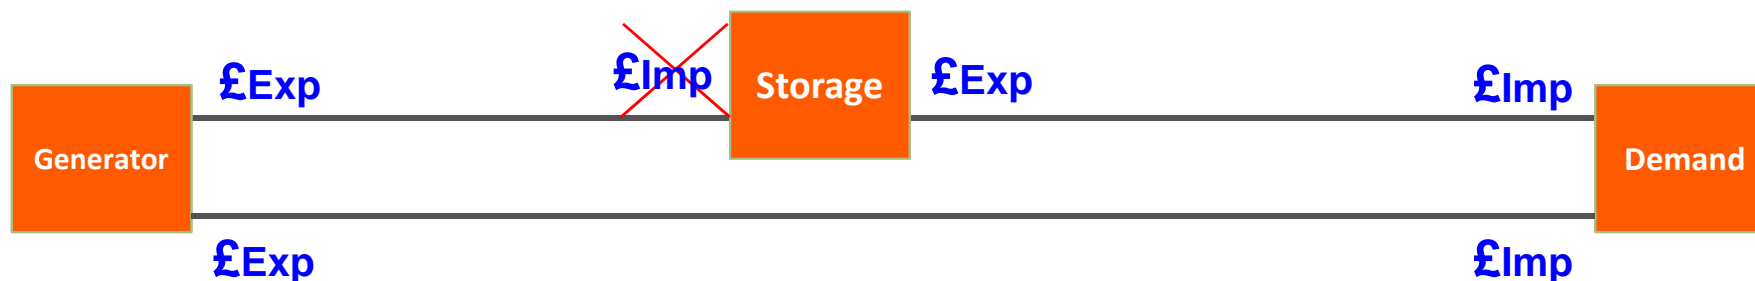 £Exp
£Imp
Storage
£Exp
£Imp
Generator
Demand
£Exp
£Imp